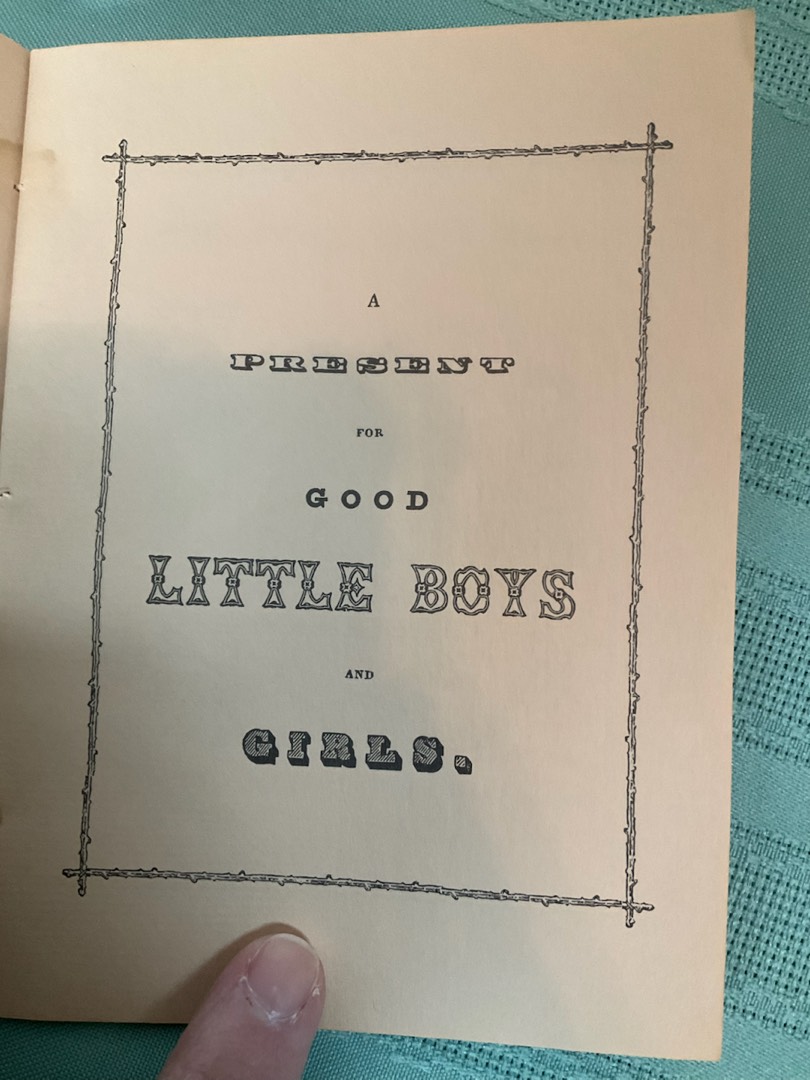 A
PRESENT
FOR
GOOD
LITTLE BOYS
AND
GIRLS.